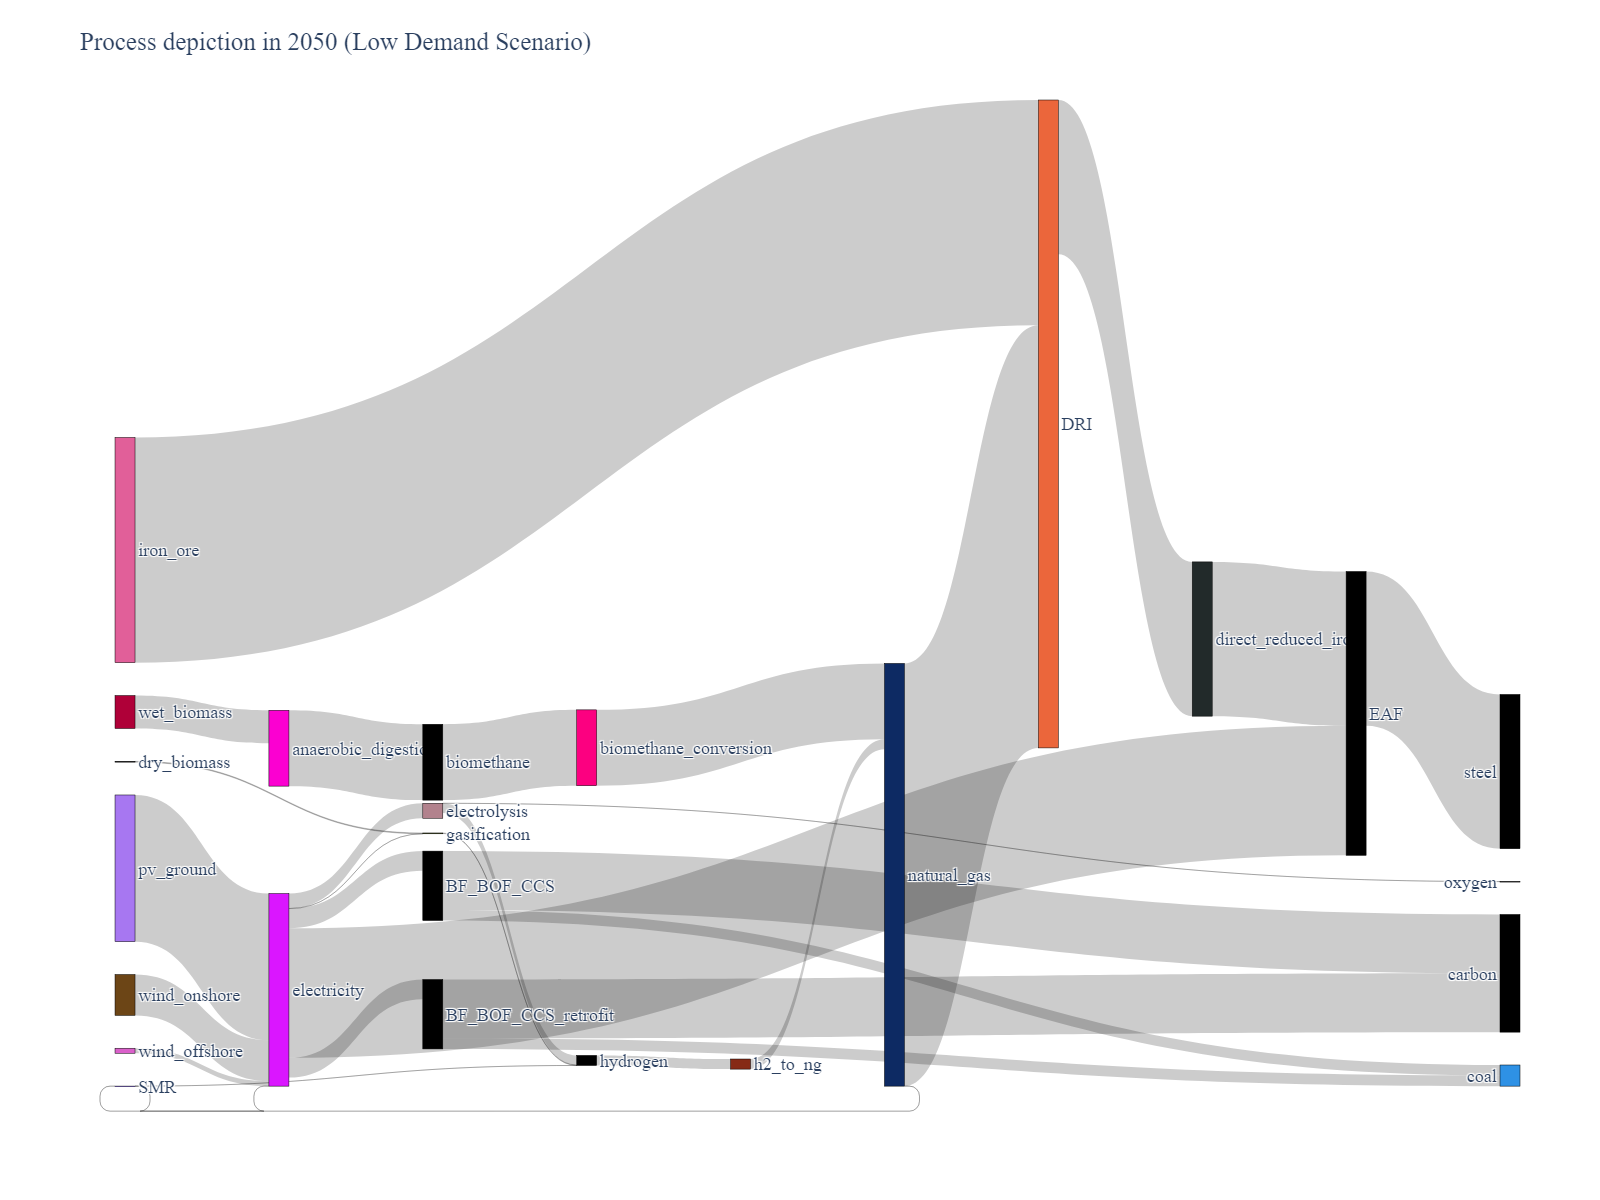 Process depiction in 2050 (Low Demand Scenario)
DRI
iron_ore
direct_reduced_iro
wet_biomass
EAF
anaerobic_digestio
biomethane_conversion
dry_biomass
biomethane
steel
electrolysis
gasification
pv_ground
natural_gas
oxygen
BF_BOF_CCS
carbon
electricity
wind_onshore
BF_BOF_CCS_retrofit
wind_offshore
hydrogen
h2_to_ng
coal
SMR